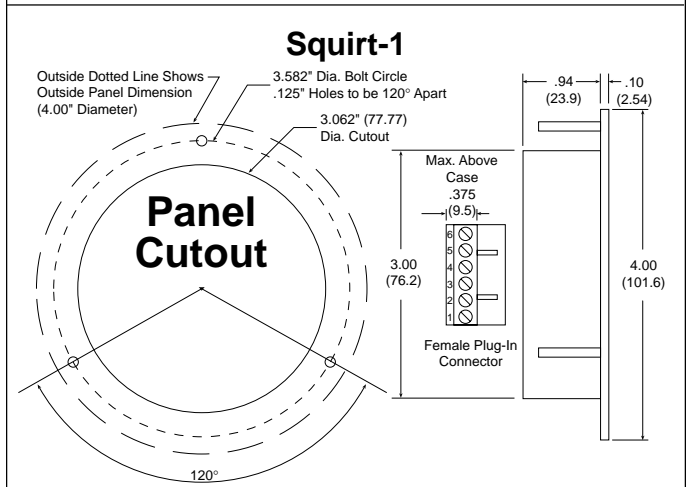 Squirt-1
Outside Dotted Line Shows
Outside Panel Dimension
(4.00" Diameter)
3.582" Dia. Bolt Circle
.125" Holes to be 120° Apart
3.062" (77.77)
Dia. Cutout
Panel
Cutout
120°
Max. Above
Case
.375
(9.5)
6
5
4
3
2
1
Female Plug-In
Connector
3.00
(76.2)
.94
(23.9)
.10
(2.54)
4.00
(101.6)